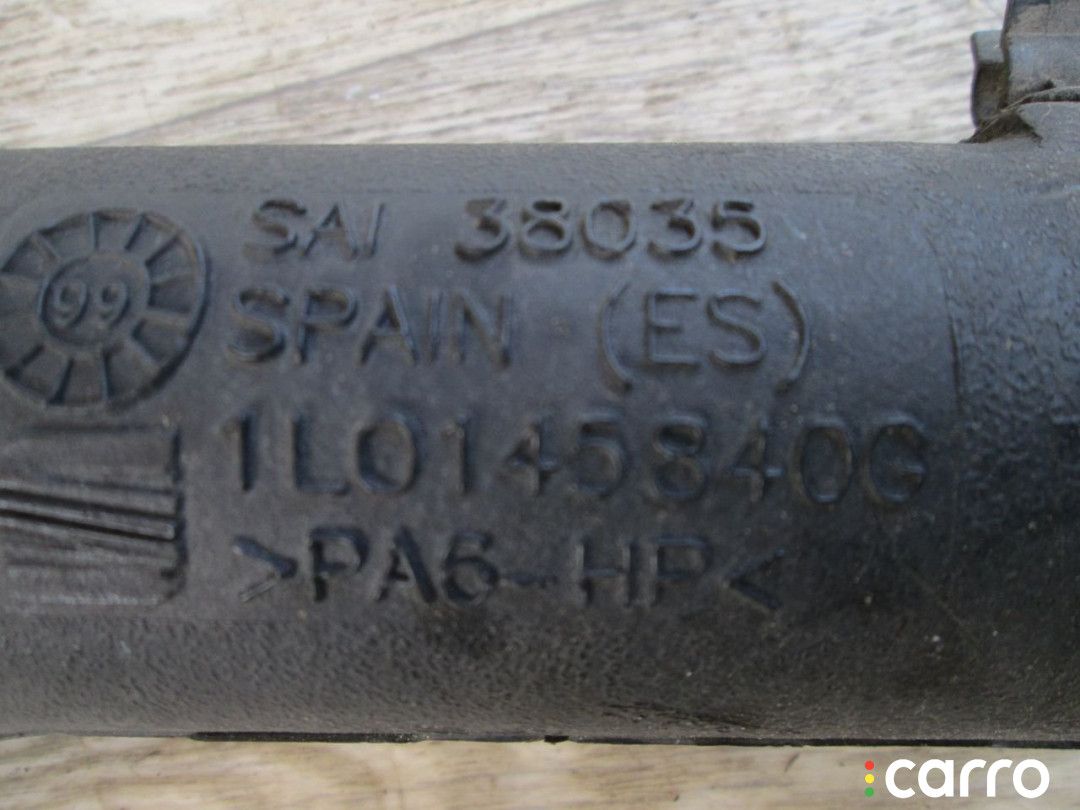 SAI 38035
99
SPAIN (ES)
1L0145840G
>PA6-HP<
carro